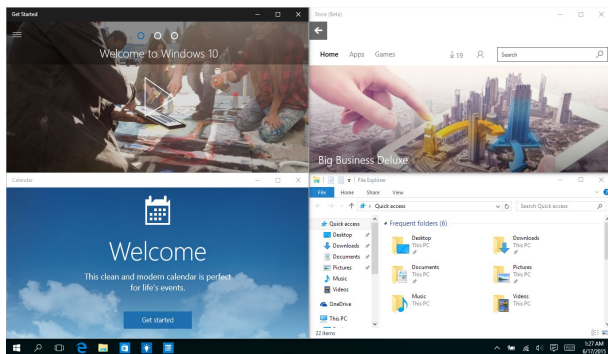 Get Started
Welcome to Windows 10
Store (Beta)
Home Apps Games 19 Search
Big Business Deluxe
Calendar
Welcome
This clean and modern calendar is perfect
for life's events.
Get started
File Explorer
File Home Share View
Quick access Search Quick access
Quick access
Desktop
Downloads
Documents
Pictures
Music
Videos
OneDrive
This PC
Frequent folders (6)
Desktop
This PC
Downloads
This PC
Documents
This PC
Pictures
This PC
Music
This PC
Videos
This PC
22 items
1:27 AM
6/17/2015